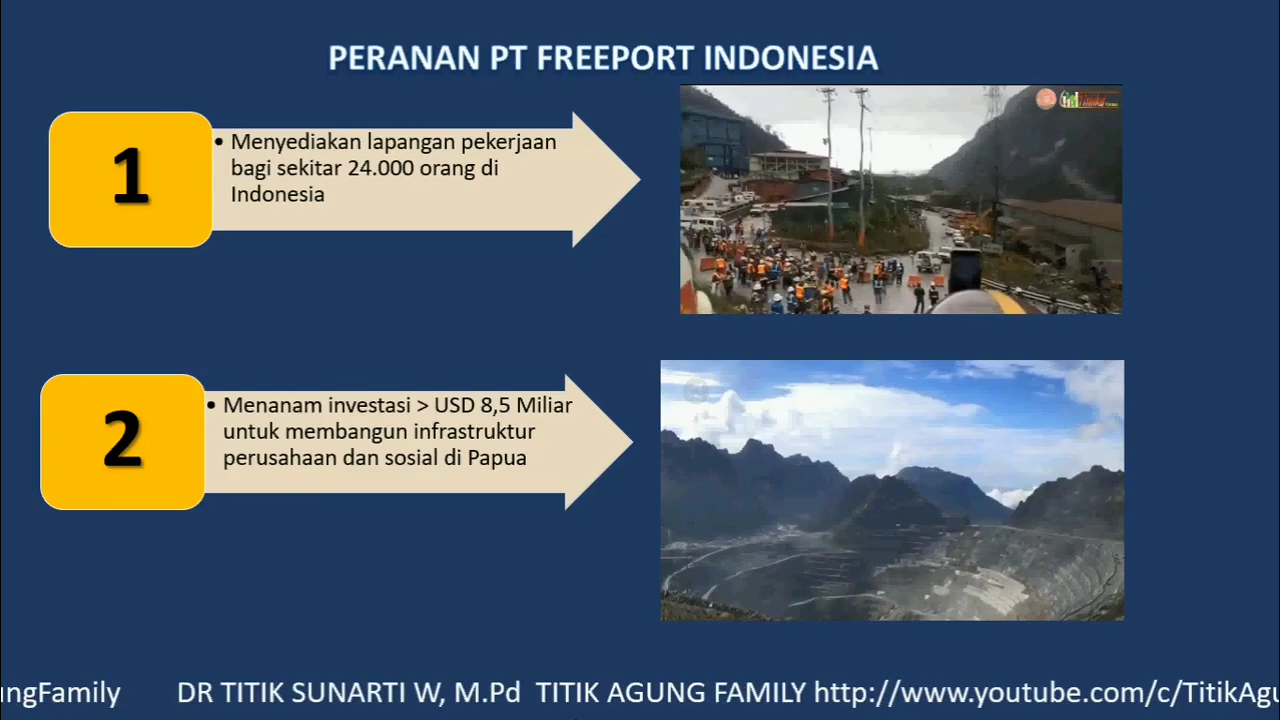 PERANAN PT FREEPORT INDONESIA
1
• Menyediakan lapangan pekerjaan
bagi sekitar 24.000 orang di
Indonesia
2
• Menanam investasi > USD 8,5 Miliar
untuk membangun infrastruktur
perusahaan dan sosial di Papua
ungFamily DR TITIK SUNARTI W, M.Pd TITIK AGUNG FAMILY http://www.youtube.com/c/TitikAgu